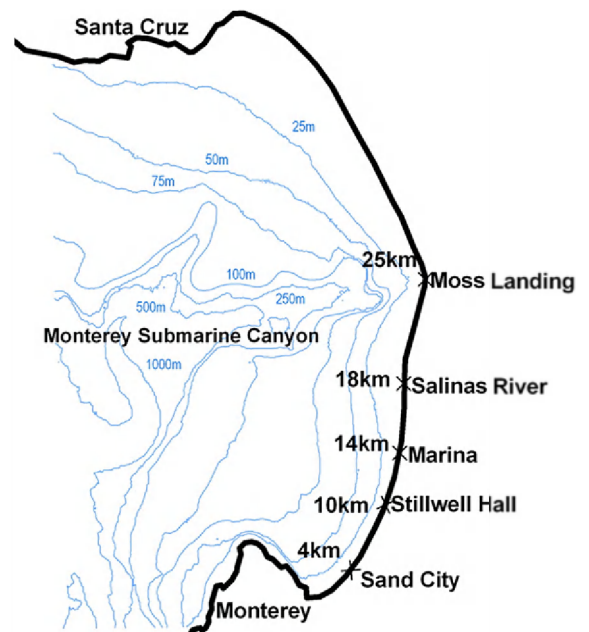 Santa Cruz
25m
50m
75m
25km
Moss Landing
100m
250m
500m
Monterey Submarine Canyon
1000m
18km
Salinas River
14km
Marina
10km
Stillwell Hall
4km
Sand City
Monterey